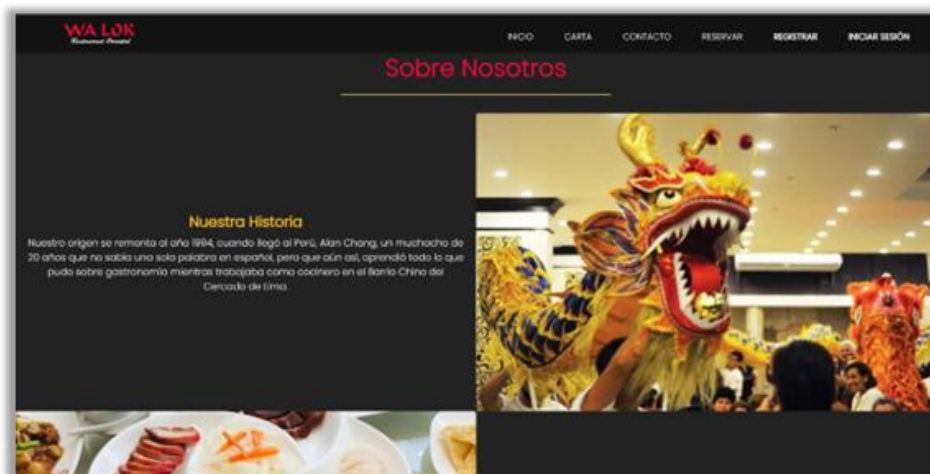 WA LOK
Restaurant Oriental
INICIO CARTA CONTACTO RESERVAR REGISTRAR INICIAR SESIÓN
Sobre Nosotros
Nuestra Historia
Nuestro origen se remonta al año 1994, cuando llegó al Perú, Alan Chang, un muchacho de
20 años que no sabía una sola palabra en español, pero que aún así, aprendió todo lo que
pudo sobre gastronomía mientras trabajaba como cocinero en el Barrio Chino del
Cercado de Lima.